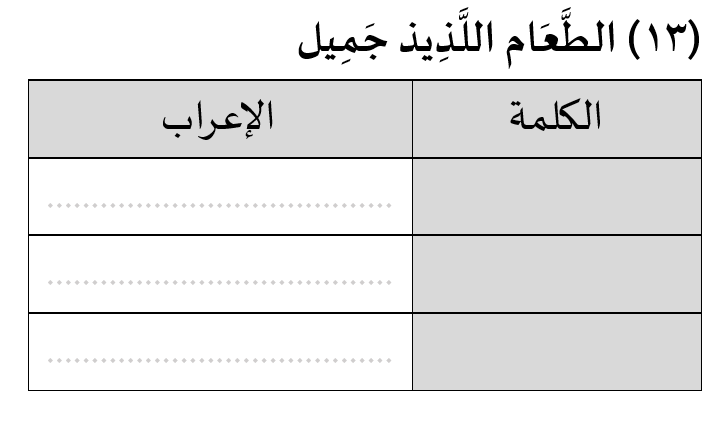 (١٣) الطَّعَام اللَّذِيذ جَمِيل
الكلمة الإعراب